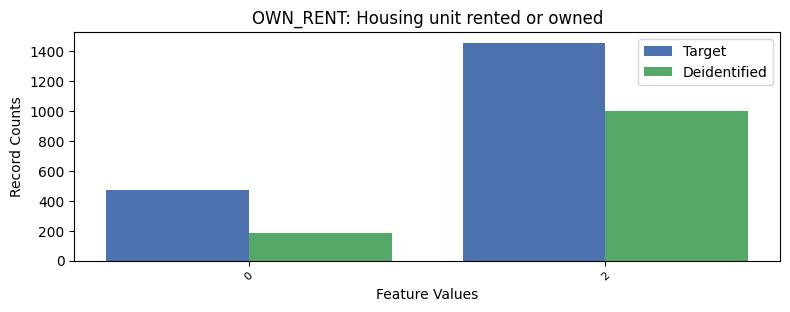 OWN_RENT: Housing unit rented or owned
Target
Deidentified
1400
1200
1000
800
600
400
200
0
Record Counts
0
2
Feature Values